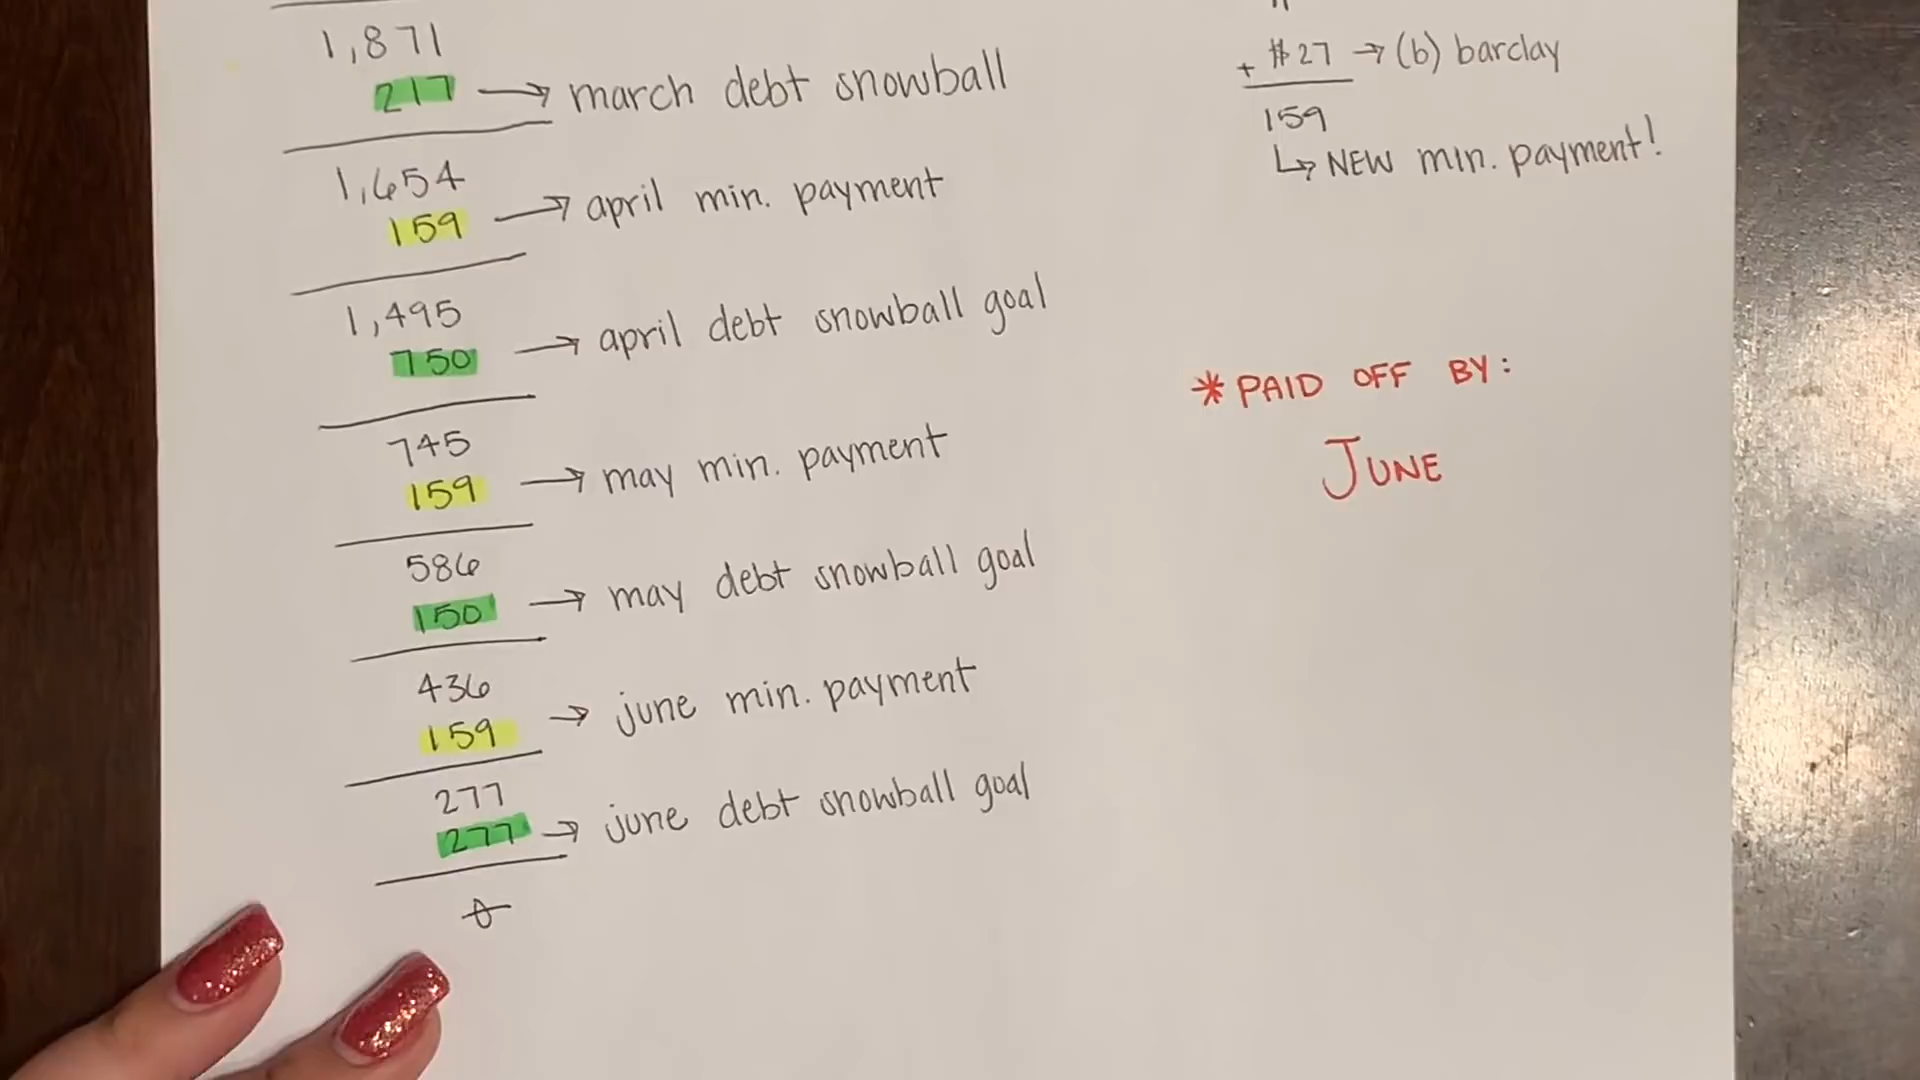 1,871
217 → march debt snowball
1,654
159 → april min. payment
1,495
750 → april debt snowball goal
745
159 → may min. payment
586
150 → may debt snowball goal
436
159 → june min. payment
277
277 → june debt snowball goal
0
+ $27 → (b) barclay
159
↳ NEW min. payment!
* PAID OFF BY:
JUNE